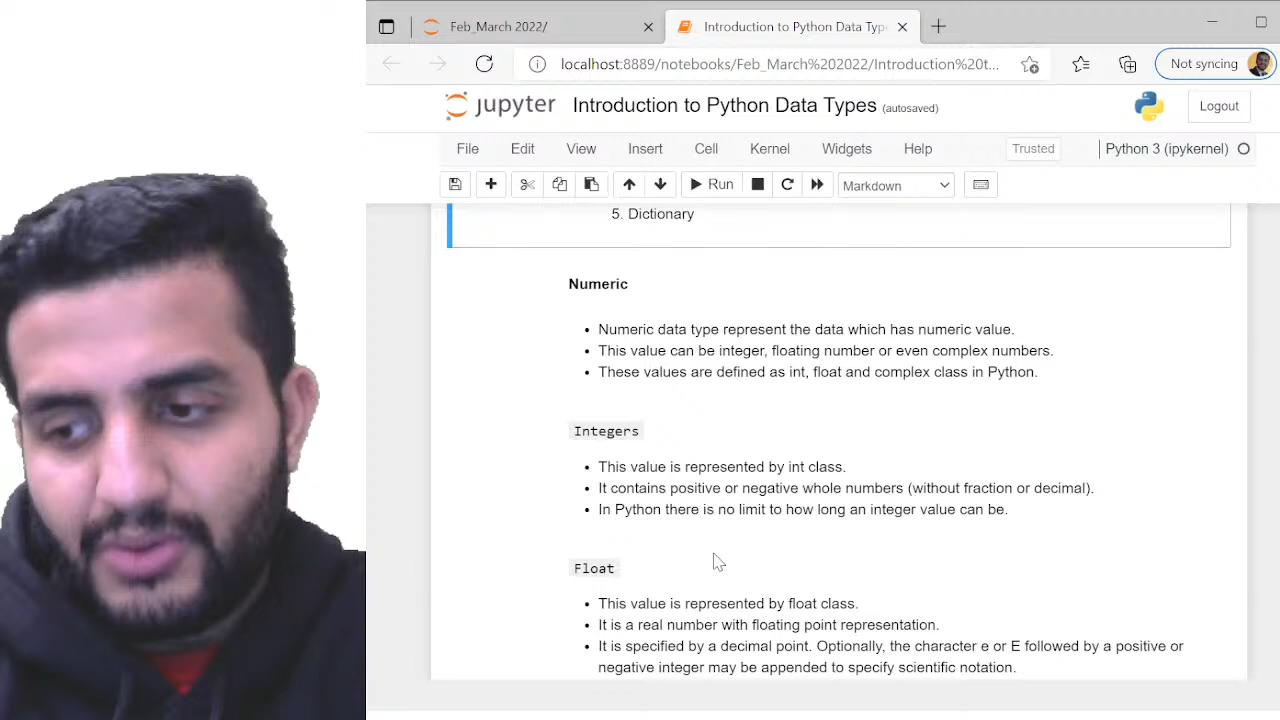 Feb_March 2022/
Introduction to Python Data Type
localhost:8889/notebooks/Feb_March%202022/Introduction%20t...
Not syncing
jupyter Introduction to Python Data Types (autosaved)
Logout
File Edit View Insert Cell Kernel Widgets Help Trusted Python 3 (ipykernel)
Run Markdown
5. Dictionary
Numeric
• Numeric data type represent the data which has numeric value.
• This value can be integer, floating number or even complex numbers.
• These values are defined as int, float and complex class in Python.
Integers
• This value is represented by int class.
• It contains positive or negative whole numbers (without fraction or decimal).
• In Python there is no limit to how long an integer value can be.
Float
• This value is represented by float class.
• It is a real number with floating point representation.
• It is specified by a decimal point. Optionally, the character e or E followed by a positive or
negative integer may be appended to specify scientific notation.